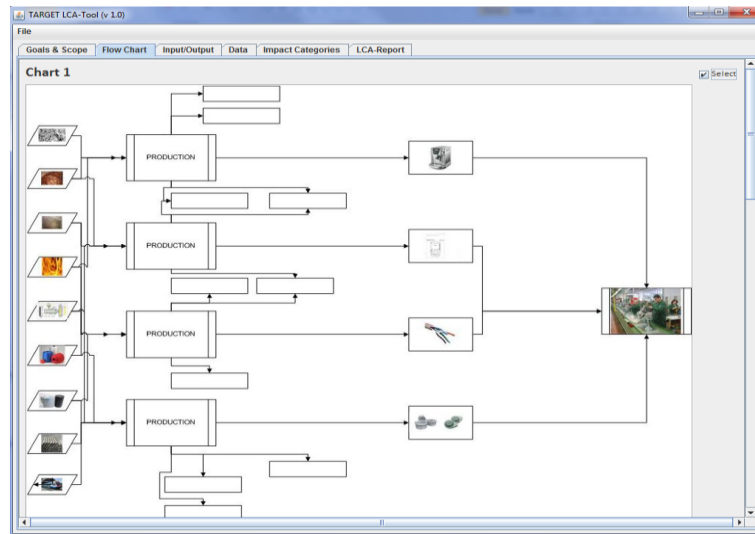 TARGET LCA-Tool (v 1.0)
File
Goals & Scope Flow Chart Input/Output Data Impact Categories LCA-Report
Chart 1
Select
PRODUCTION
PRODUCTION
PRODUCTION
PRODUCTION